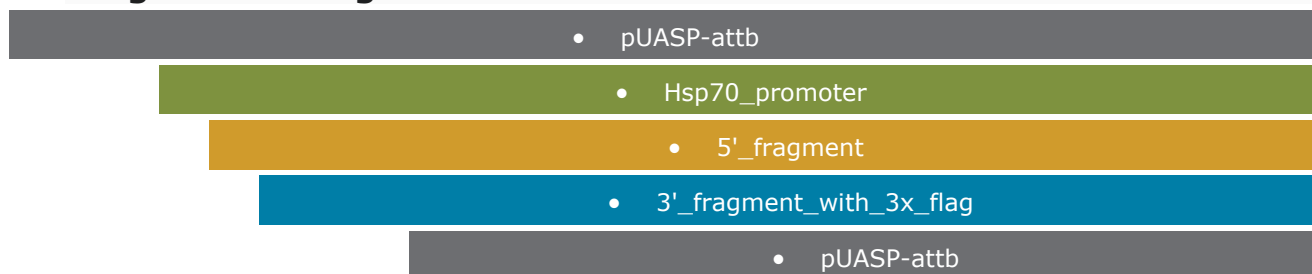 • pUASP-attb
• Hsp70_promoter
• 5'_fragment
• 3'_fragment_with_3x_flag
• pUASP-attb